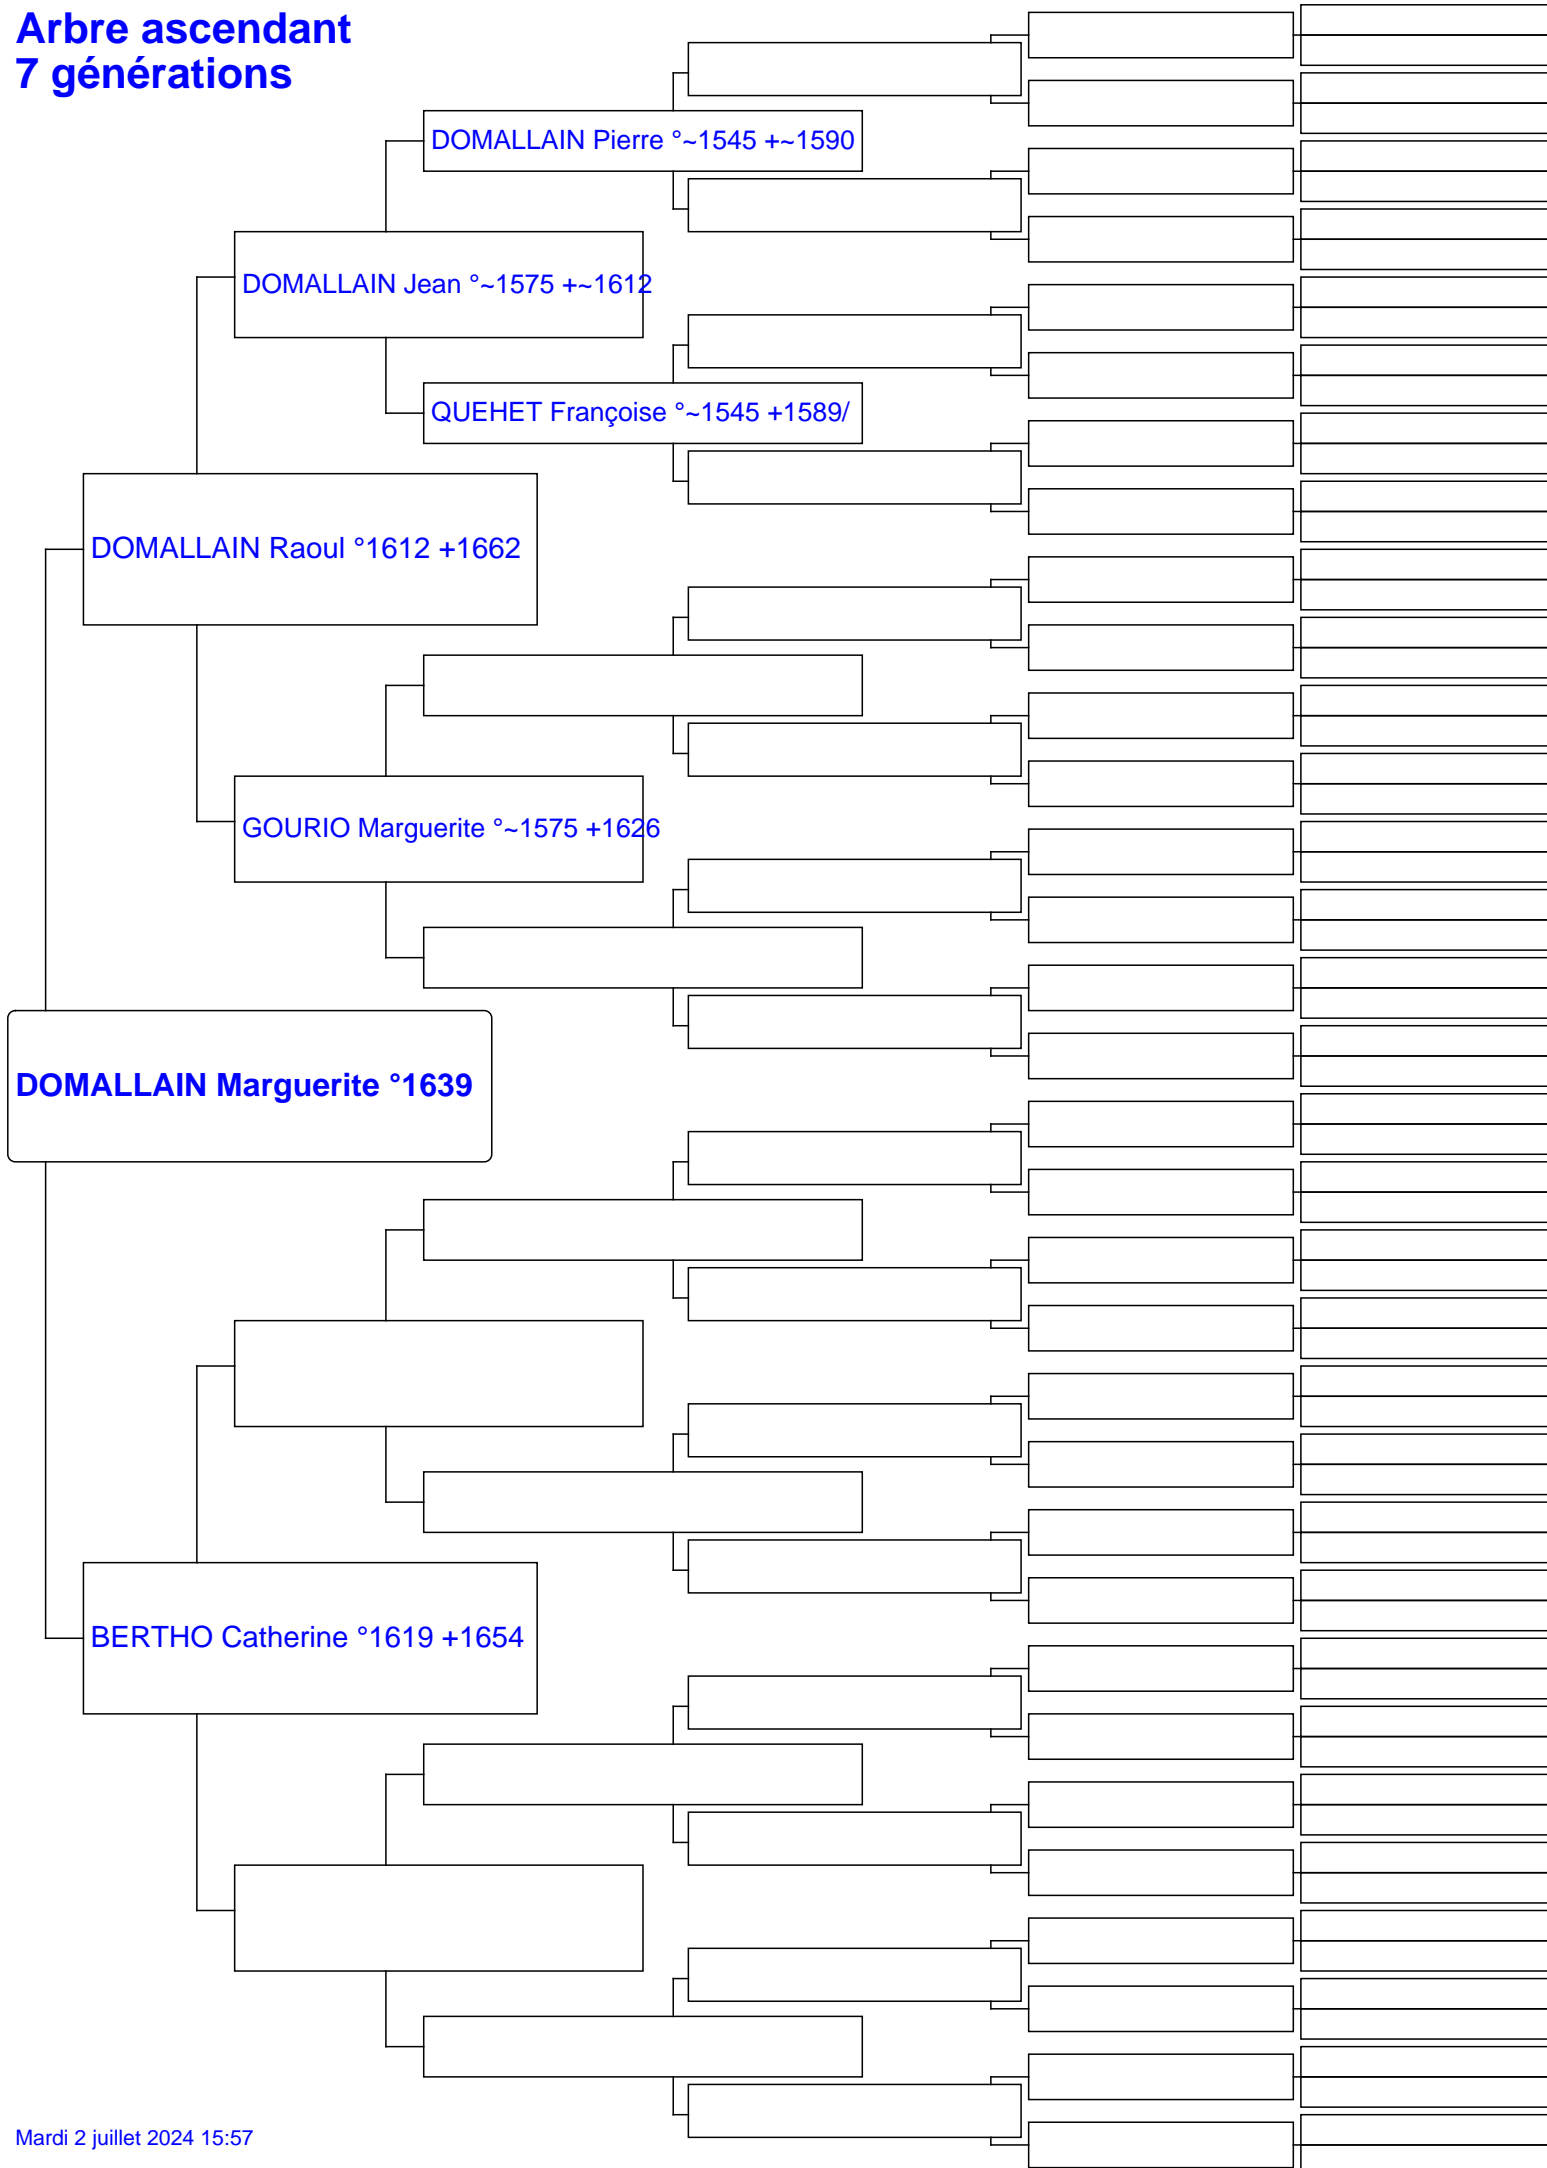 Arbre ascendant
7 générations
DOMALLAIN Pierre °~1545 +~1590
DOMALLAIN Jean °~1575 +~1612
QUEHET Françoise °~1545 +1589/
DOMALLAIN Raoul °1612 +1662
GOURIO Marguerite °~1575 +1626
DOMALLAIN Marguerite °1639
BERTHO Catherine °1619 +1654
Mardi 2 juillet 2024 15:57